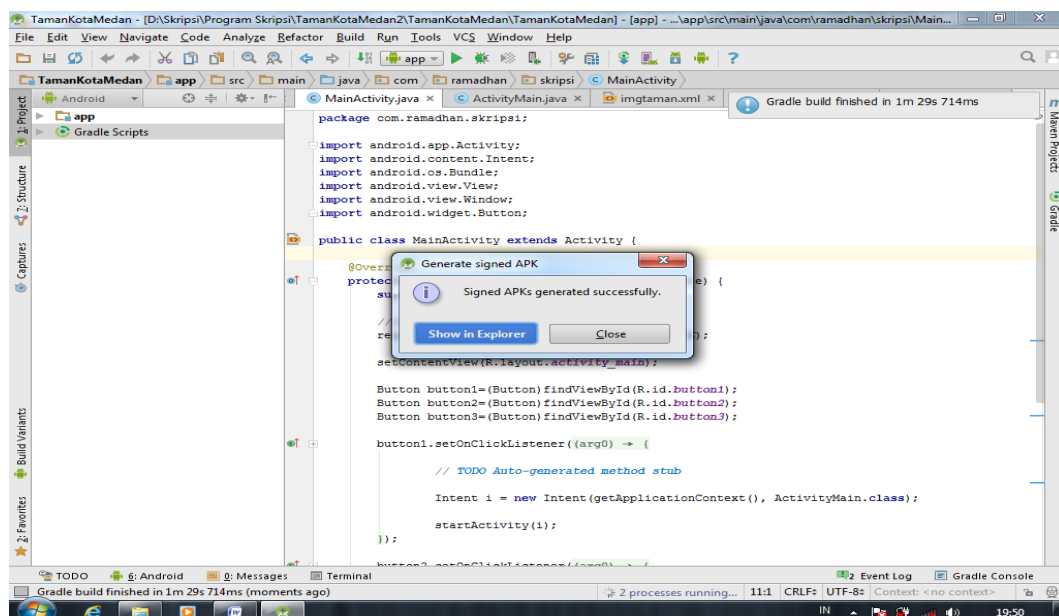 TamanKotaMedan - [D:\Skripsi\Program Skripsi\TamanKotaMedan2\TamanKotaMedan\TamanKotaMedan] - [app] - ...\app\src\main\java\com\ramadhan\skripsi\Main...
File Edit View Navigate Code Analyze Refactor Build Run Tools VCS Window Help
app
TamanKotaMedan app src main java com ramadhan skripsi MainActivity
Android
MainActivity.java × ActivityMain.java × imgtaman.xml ×
Gradle build finished in 1m 29s 714ms
1: Project
7: Structure
Captures
Build Variants
2: Favorites
app
Gradle Scripts
Maven Projects
Gradle
package com.ramadhan.skripsi;
import android.app.Activity;
import android.content.Intent;
import android.os.Bundle;
import android.view.View;
import android.view.Window;
import android.widget.Button;
public class MainActivity extends Activity {
@Overr
protec e) {
su
//
re );
Generate signed APK
Signed APKs generated successfully.
Show in Explorer Close
setContentView(R.layout.activity_main);
Button button1=(Button)findViewById(R.id.button1);
Button button2=(Button)findViewById(R.id.button2);
Button button3=(Button)findViewById(R.id.button3);
button1.setOnClickListener((arg0) → {
// TODO Auto-generated method stub
Intent i = new Intent(getApplicationContext(), ActivityMain.class);
startActivity(i);
});
button2.setOnClickListener((arg0) → {
TODO 6: Android 0: Messages Terminal 2 Event Log Gradle Console
Gradle build finished in 1m 29s 714ms (moments ago) 2 processes running... 11:1 CRLF÷ UTF-8÷ Context: <no context>
IN 19:50